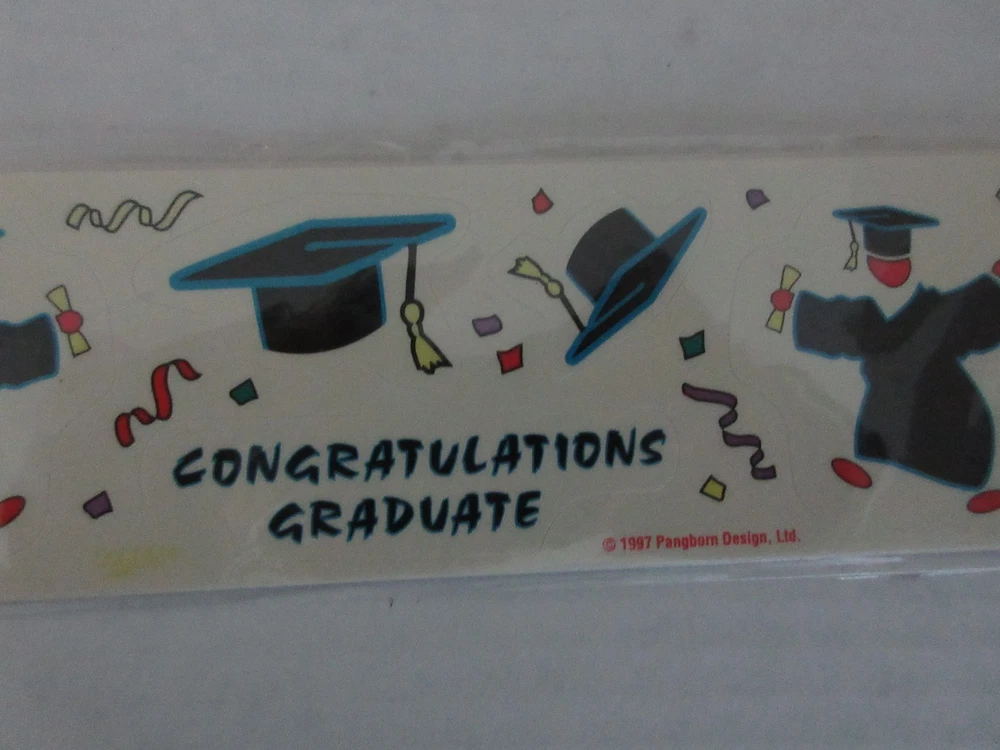 CONGRATULATIONS
GRADUATE
© 1997 Pangborn Design, Ltd.